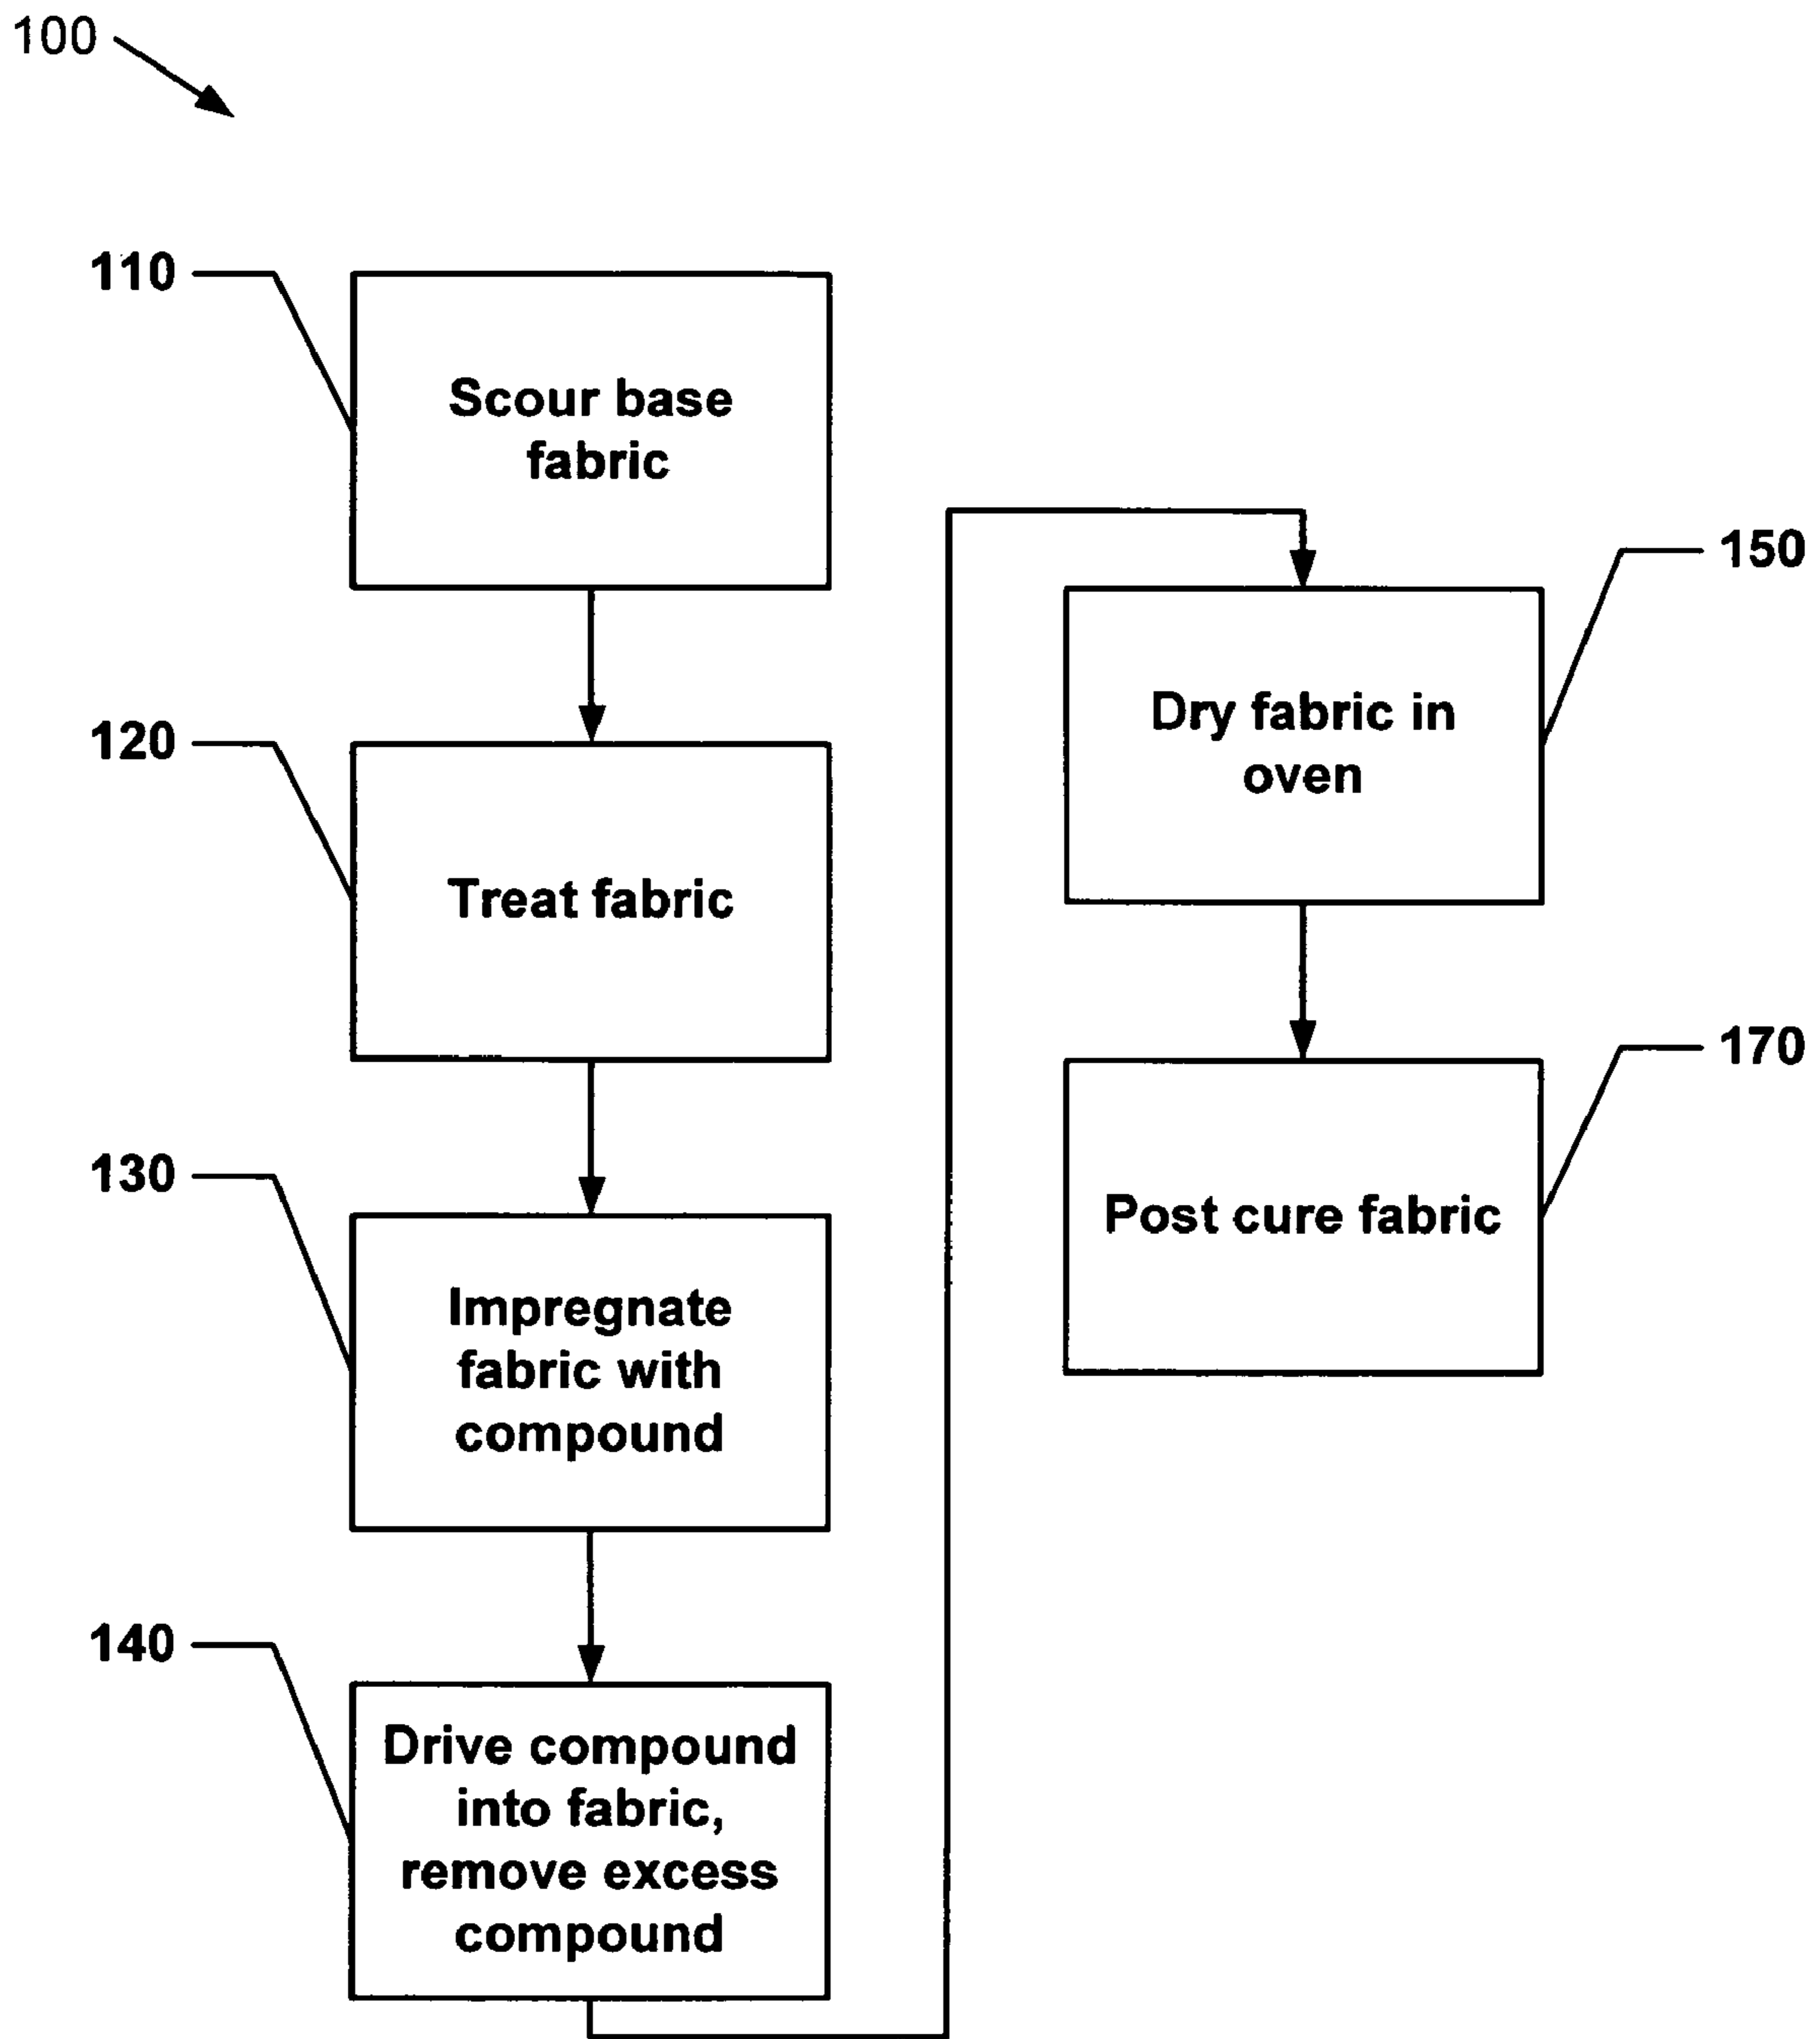 100
110
Scour base
fabric
120
Treat fabric
130
Impregnate
fabric with
compound
140
Drive compound
into fabric,
remove excess
compound
150
Dry fabric in
oven
170
Post cure fabric